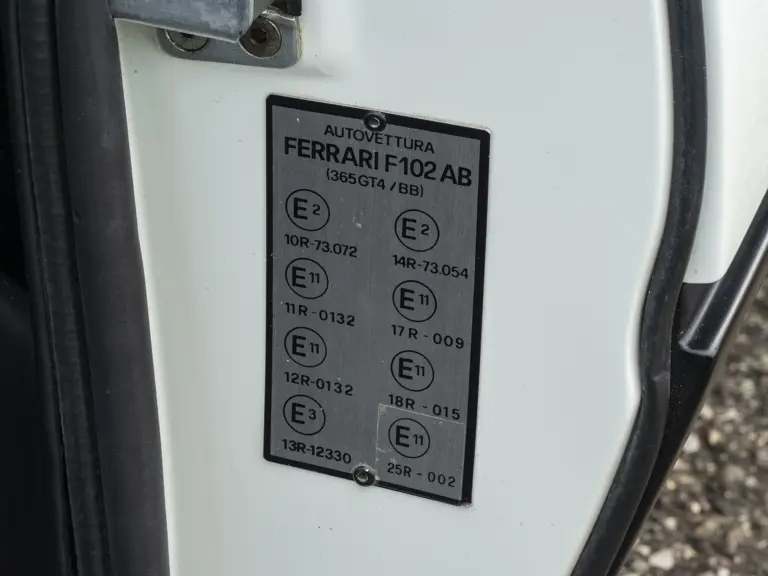 AUTOVETTURA
FERRARI F102 AB
(365GT4/BB)
E2 E2
10R-73.072 14R-73.054
E11 E11
11R-0132 17R-009
E11 E11
12R-0132 18R-015
E3 E11
13R-12330 25R-002